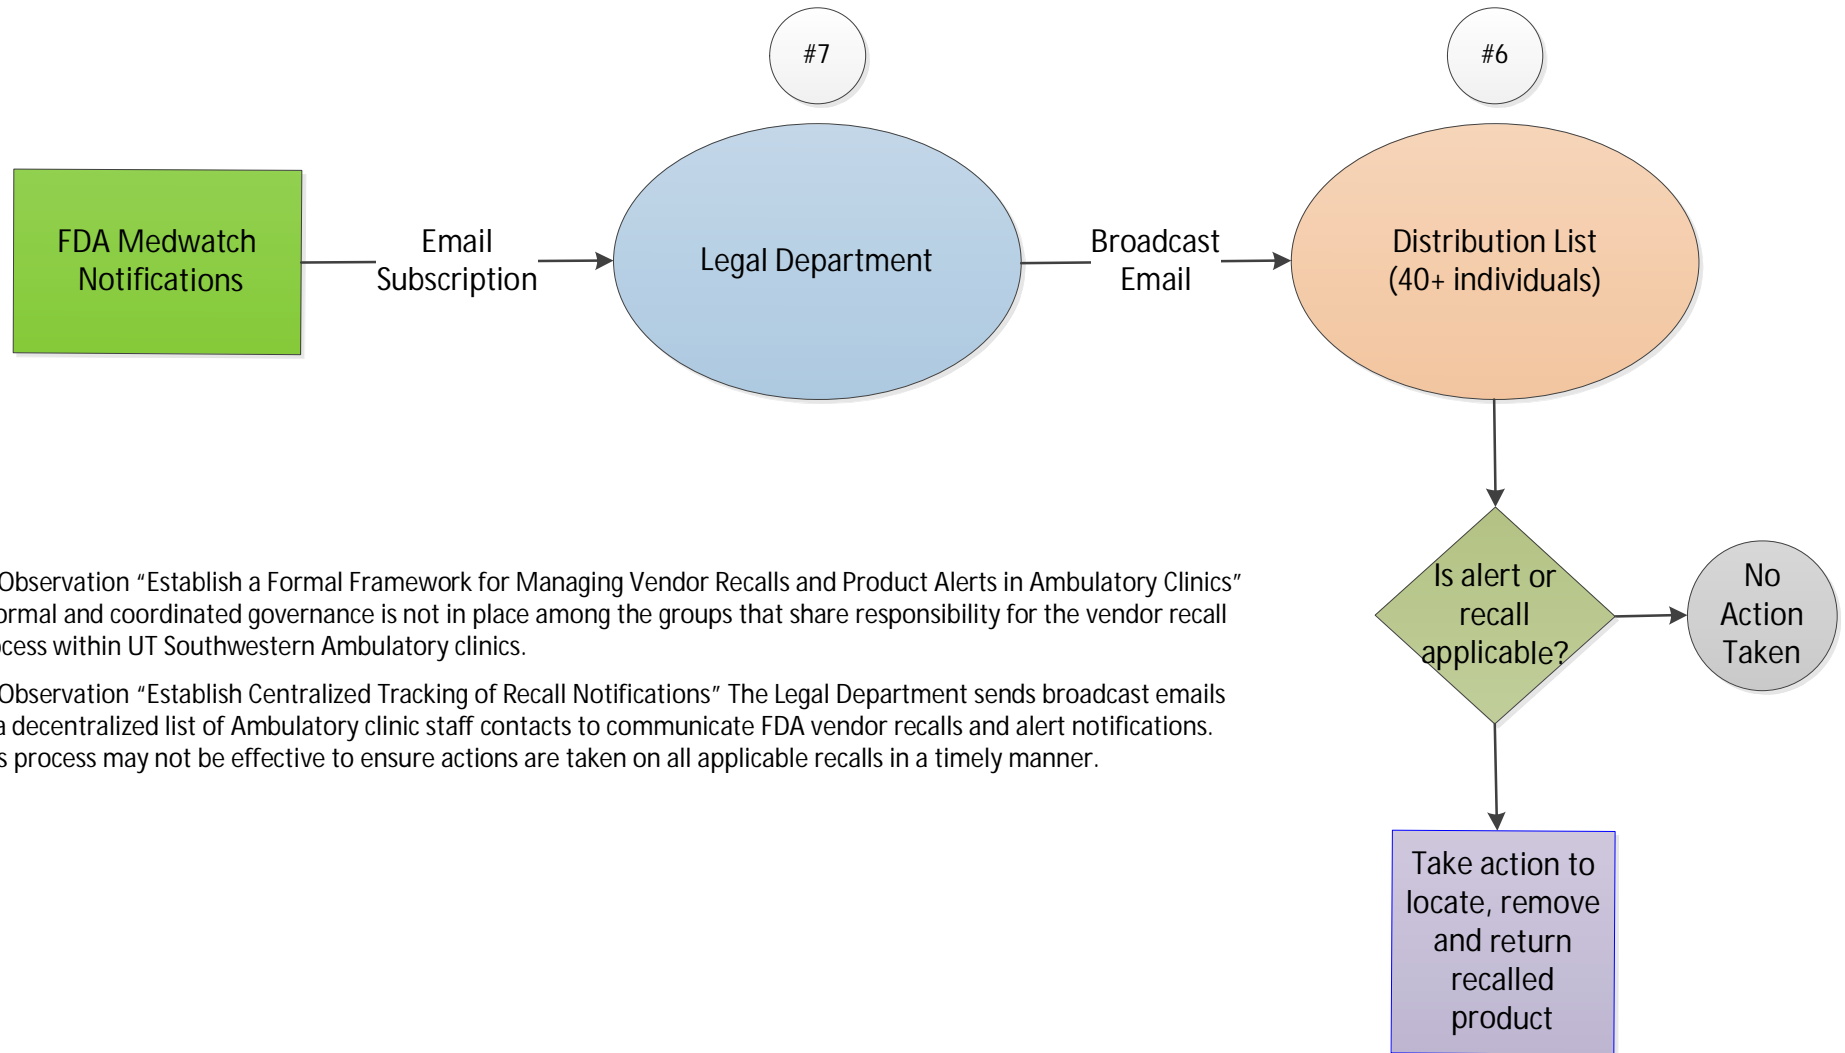 #7
#6
FDA Medwatch
Notifications
Email
Subscription
Legal Department
Broadcast
Email
Distribution List
(40+ individuals)
Observation “Establish a Formal Framework for Managing Vendor Recalls and Product Alerts in Ambulatory Clinics”
and coordinated governance is not in place among the groups that share responsibility for the vendor recall
within UT Southwestern Ambulatory clinics.
Observation “Establish Centralized Tracking of Recall Notifications” The Legal Department sends broadcast emails
a decentralized list of Ambulatory clinic staff contacts to communicate FDA vendor recalls and alert notifications.
process may not be effective to ensure actions are taken on all applicable recalls in a timely manner.
Is alert or
recall
applicable?
No
Action
Taken
Take action to
locate, remove
and return
recalled
product